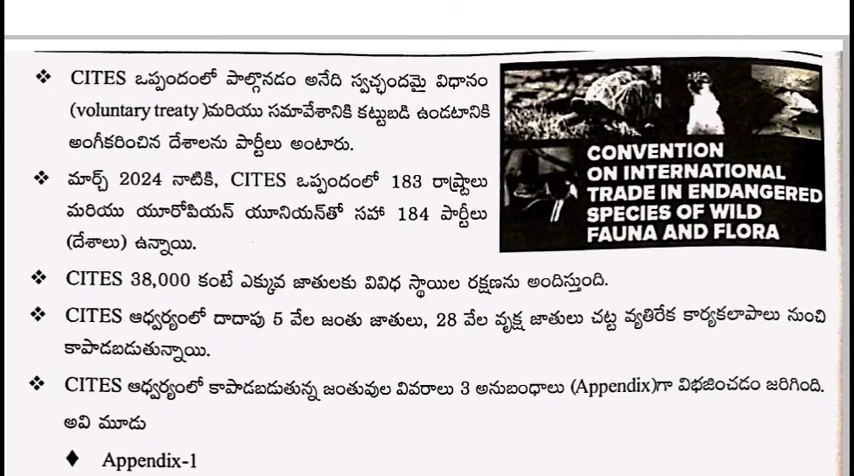 ❖ CITES ఒప్పందంలో పాల్గొనడం అనేది స్వచ్ఛందమై విధానం
(voluntary treaty )మరియు సమావేశానికి కట్టుబడి ఉండటానికి
అంగీకరించిన దేశాలను పార్టీలు అంటారు.
❖ మార్చ్ 2024 నాటికి, CITES ఒప్పందంలో 183 రాష్ట్రాలు
మరియు యూరోపియన్ యూనియన్‌తో సహా 184 పార్టీలు
(దేశాలు) ఉన్నాయి.
CONVENTION
ON INTERNATIONAL
TRADE IN ENDANGERED
SPECIES OF WILD
FAUNA AND FLORA
❖ CITES 38,000 కంటే ఎక్కువ జాతులకు వివిధ స్థాయిల రక్షణను అందిస్తుంది.
❖ CITES ఆధ్వర్యంలో దాదాపు 5 వేల జంతు జాతులు, 28 వేల వృక్ష జాతులు చట్ట వ్యతిరేక కార్యకలాపాలు నుంచి
కాపాడబడుతున్నాయి.
❖ CITES ఆధ్వర్యంలో కాపాడబడుతున్న జంతువుల వివరాలు 3 అనుబంధాలు (Appendix)గా విభజించడం జరిగింది.
అవి మూడు
♦ Appendix-1